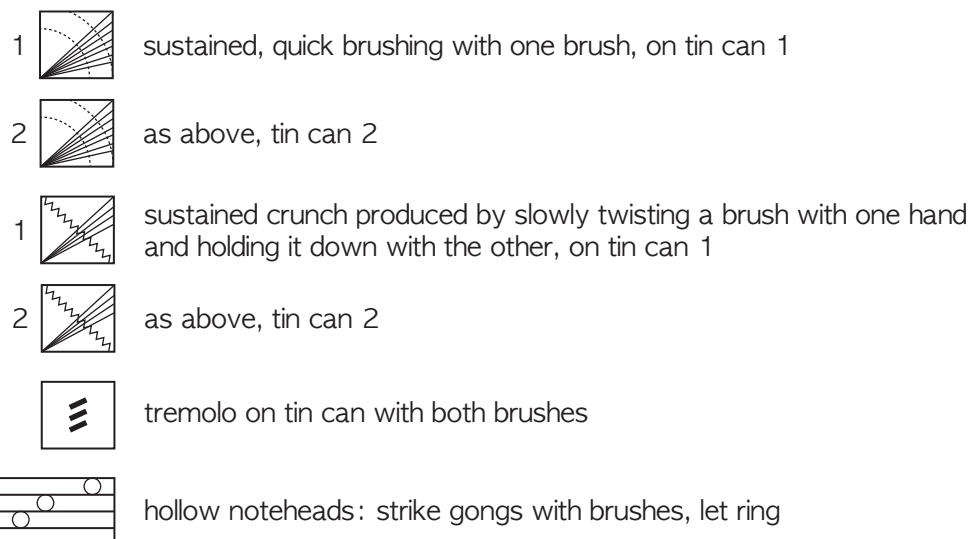 1 sustained, quick brushing with one brush, on tin can 1
2 as above, tin can 2
1 sustained crunch produced by slowly twisting a brush with one hand
and holding it down with the other, on tin can 1
2 as above, tin can 2
tremolo on tin can with both brushes
hollow noteheads: strike gongs with brushes, let ring